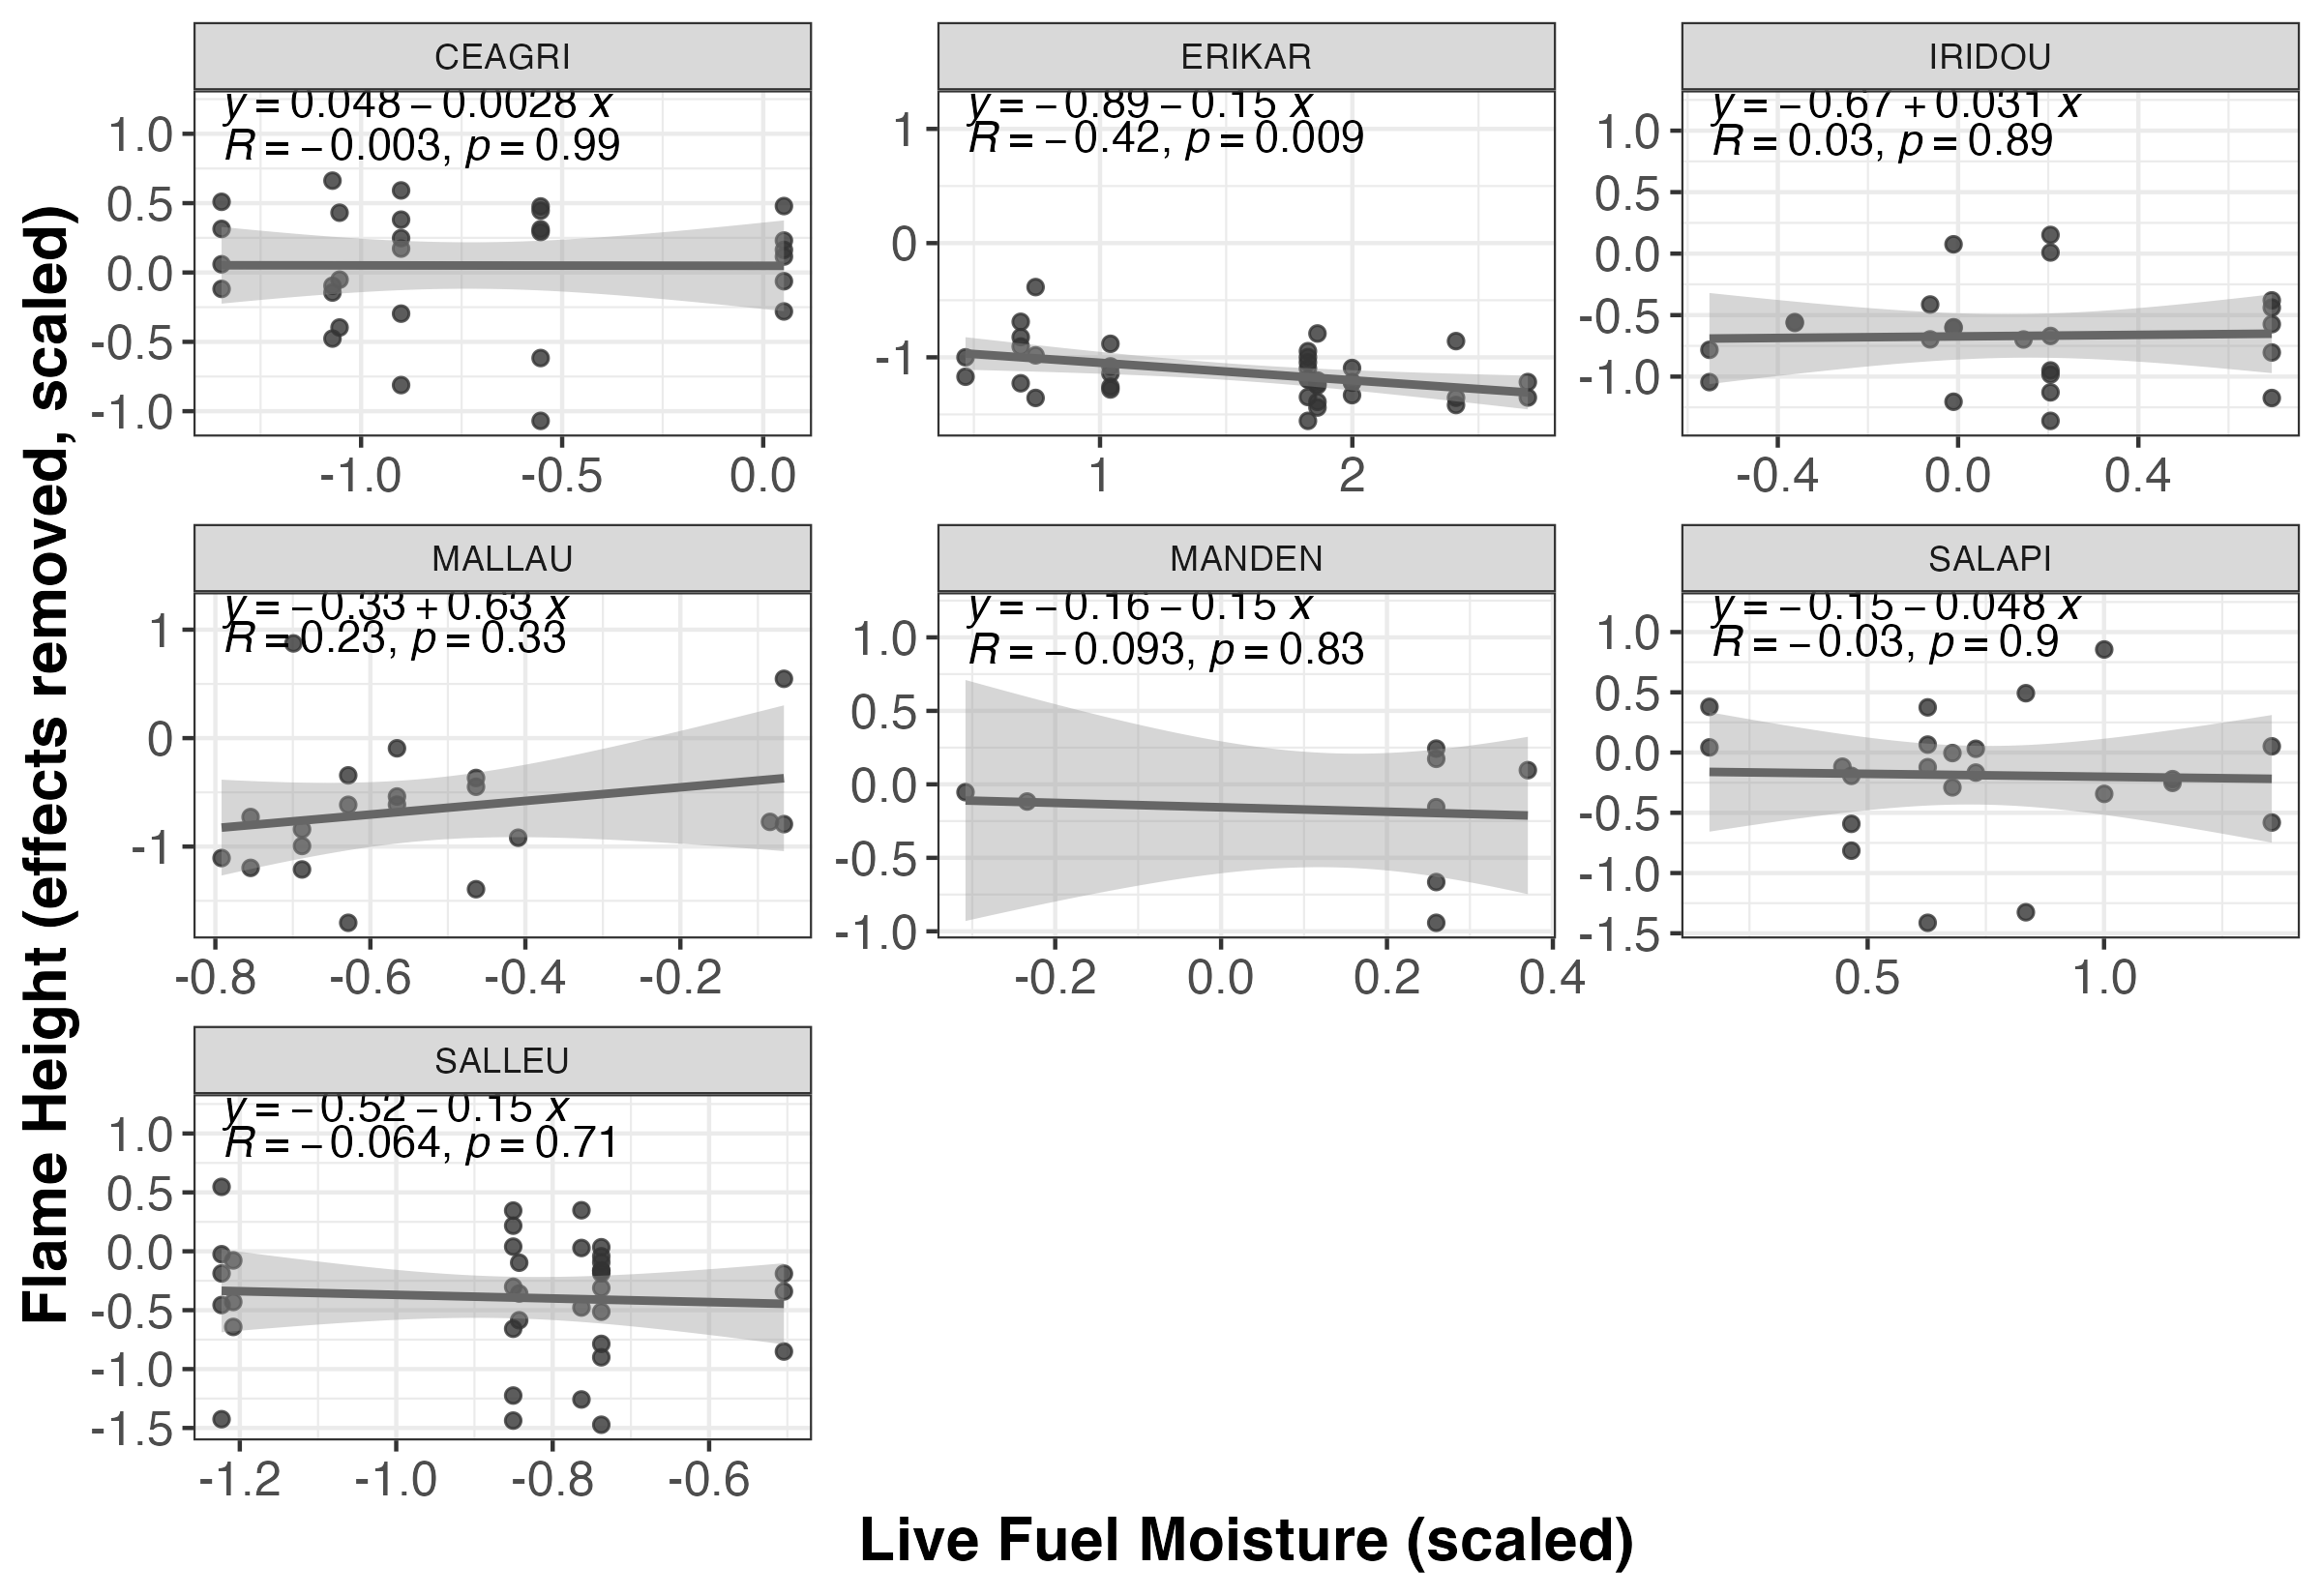 Flame Height (effects removed, scaled)
CEAGRI
y = 0.048 − 0.0028 x
R = −0.003, p = 0.99
1.0
0.5
0.0
-0.5
-1.0
-1.0 -0.5 0.0
ERIKAR
y = −0.89 − 0.15 x
R = −0.42, p = 0.009
1
0
-1
1 2
IRIDOU
y = −0.67 + 0.031 x
R = 0.03, p = 0.89
1.0
0.5
0.0
-0.5
-1.0
-0.4 0.0 0.4
MALLAU
y = −0.33 + 0.63 x
R = 0.23, p = 0.33
1
0
-1
-0.8 -0.6 -0.4 -0.2
MANDEN
y = −0.16 − 0.15 x
R = −0.093, p = 0.83
1.0
0.5
0.0
-0.5
-1.0
-0.2 0.0 0.2 0.4
SALAPI
y = −0.15 − 0.048 x
R = −0.03, p = 0.9
1.0
0.5
0.0
-0.5
-1.0
-1.5
0.5 1.0
SALLEU
y = −0.52 − 0.15 x
R = −0.064, p = 0.71
1.0
0.5
0.0
-0.5
-1.0
-1.5
-1.2 -1.0 -0.8 -0.6
Live Fuel Moisture (scaled)